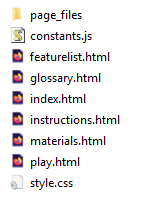 page_files
constants.js
featurelist.html
glossary.html
index.html
instructions.html
materials.html
play.html
style.css